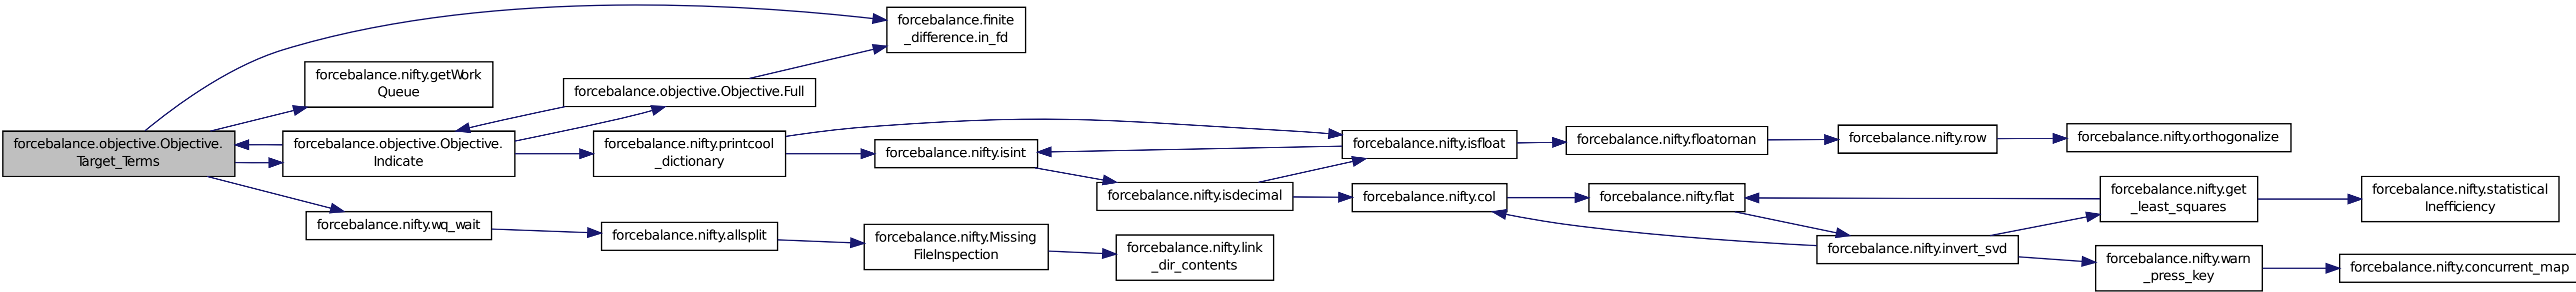 forcebalance.objective.Objective.
Target_Terms
forcebalance.nifty.getWork
Queue
forcebalance.objective.Objective.
Indicate
forcebalance.nifty.wq_wait
forcebalance.objective.Objective.Full
forcebalance.nifty.printcool
_dictionary
forcebalance.nifty.allsplit
forcebalance.finite
_difference.in_fd
forcebalance.nifty.isint
forcebalance.nifty.Missing
FileInspection
forcebalance.nifty.isdecimal
forcebalance.nifty.link
_dir_contents
forcebalance.nifty.isfloat
forcebalance.nifty.col
forcebalance.nifty.floatornan
forcebalance.nifty.flat
forcebalance.nifty.row
forcebalance.nifty.invert_svd
forcebalance.nifty.orthogonalize
forcebalance.nifty.get
_least_squares
forcebalance.nifty.warn
_press_key
forcebalance.nifty.statistical
Inefficiency
forcebalance.nifty.concurrent_map